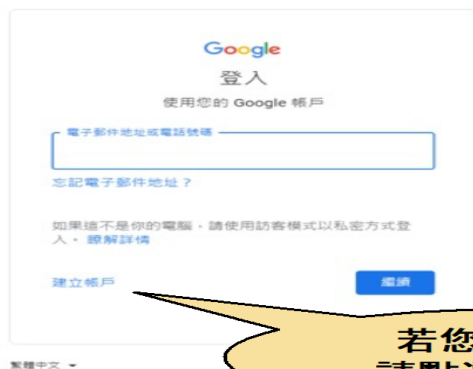 Google
登入
使用您的 Google 帳戶
電子郵件地址或電話號碼
忘記電子郵件地址？
如果這不是你的電腦，請使用訪客模式以私密方式登
入。瞭解詳情
建立帳戶
繼續
若您
繁體中文